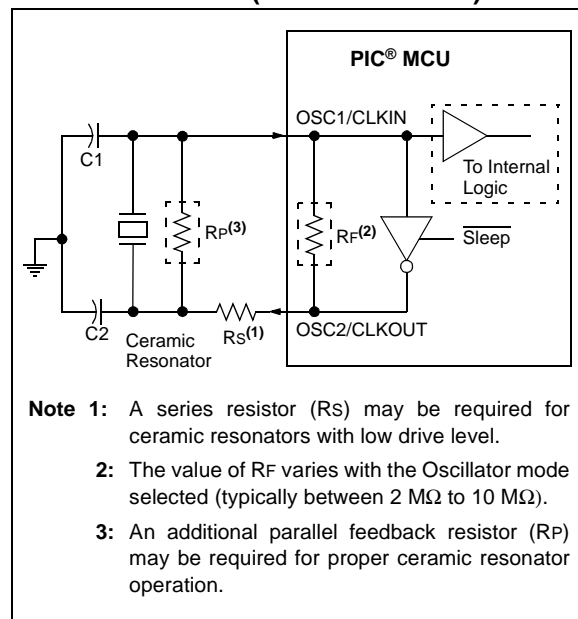 PIC® MCU
OSC1/CLKIN
C1
To Internal
Logic
RP(3)
RF(2)
Sleep
C2
Ceramic
Resonator
RS(1)
OSC2/CLKOUT
Note 1: A series resistor (RS) may be required for
ceramic resonators with low drive level.
2: The value of RF varies with the Oscillator mode
selected (typically between 2 MΩ to 10 MΩ).
3: An additional parallel feedback resistor (RP)
may be required for proper ceramic resonator
operation.